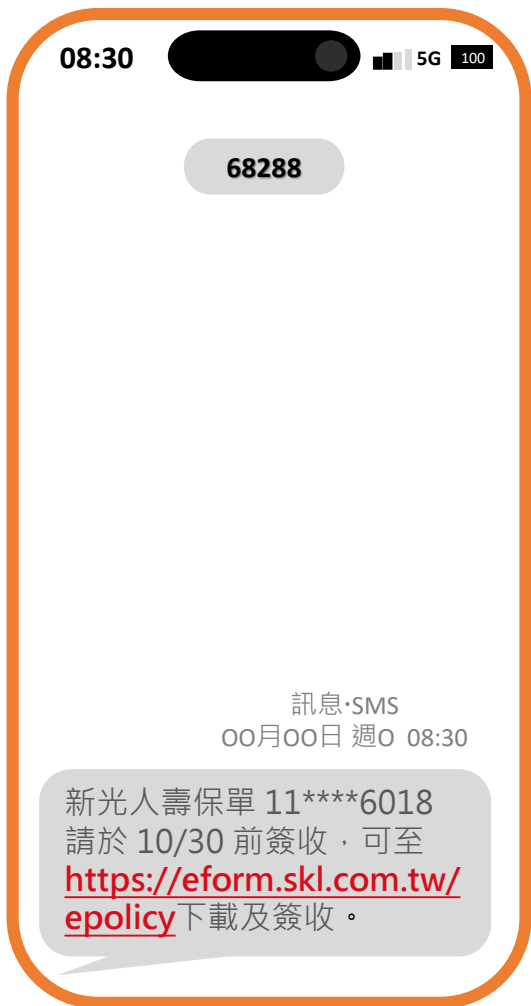 08:30 5G 100
68288
訊息·SMS
OO月OO日 週O 08:30
新光人壽保單 11****6018
請於 10/30 前簽收，可至
https://eform.skl.com.tw/
epolicy下載及簽收。